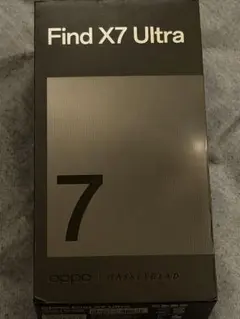 Find X7 Ultra
7
oppo
HASSELBLAD